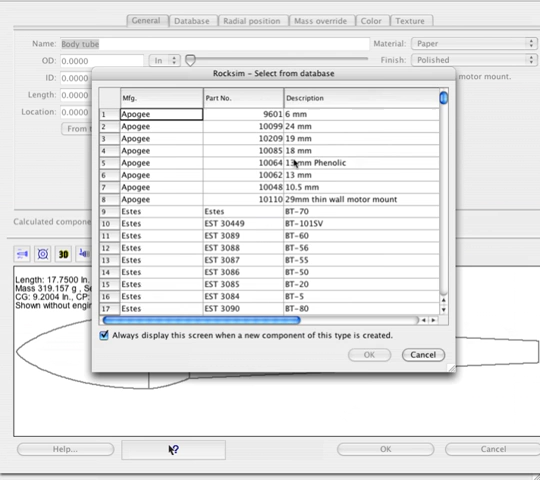 General Database Radial position Mass override Color Texture
Name: Body tube Material: Paper
OD: 0.0000 In Finish: Polished
ID: 0.0000 motor mount.
Length: 0.0000
Location: 0.0000
From t
Calculated compone
Rocksim - Select from database
Mfg. Part No. Description
1 Apogee 9601 6 mm
2 Apogee 10099 24 mm
3 Apogee 10209 19 mm
4 Apogee 10085 18 mm
5 Apogee 10064 13 mm Phenolic
6 Apogee 10062 13 mm
7 Apogee 10048 10.5 mm
8 Apogee 10110 29mm thin wall motor mount
9 Estes Estes BT-70
10 Estes EST 30449 BT-101SV
11 Estes EST 3089 BT-60
12 Estes EST 3088 BT-56
13 Estes EST 3087 BT-55
14 Estes EST 3086 BT-50
15 Estes EST 3085 BT-20
16 Estes EST 3084 BT-5
17 Estes EST 3090 BT-80
Always display this screen when a new component of this type is created.
OK Cancel
3D
Length: 17.7500 In.
Mass 319.157 g , Se
CG: 9.2004 In., CP:
Shown without engin
Help... ? OK Cancel